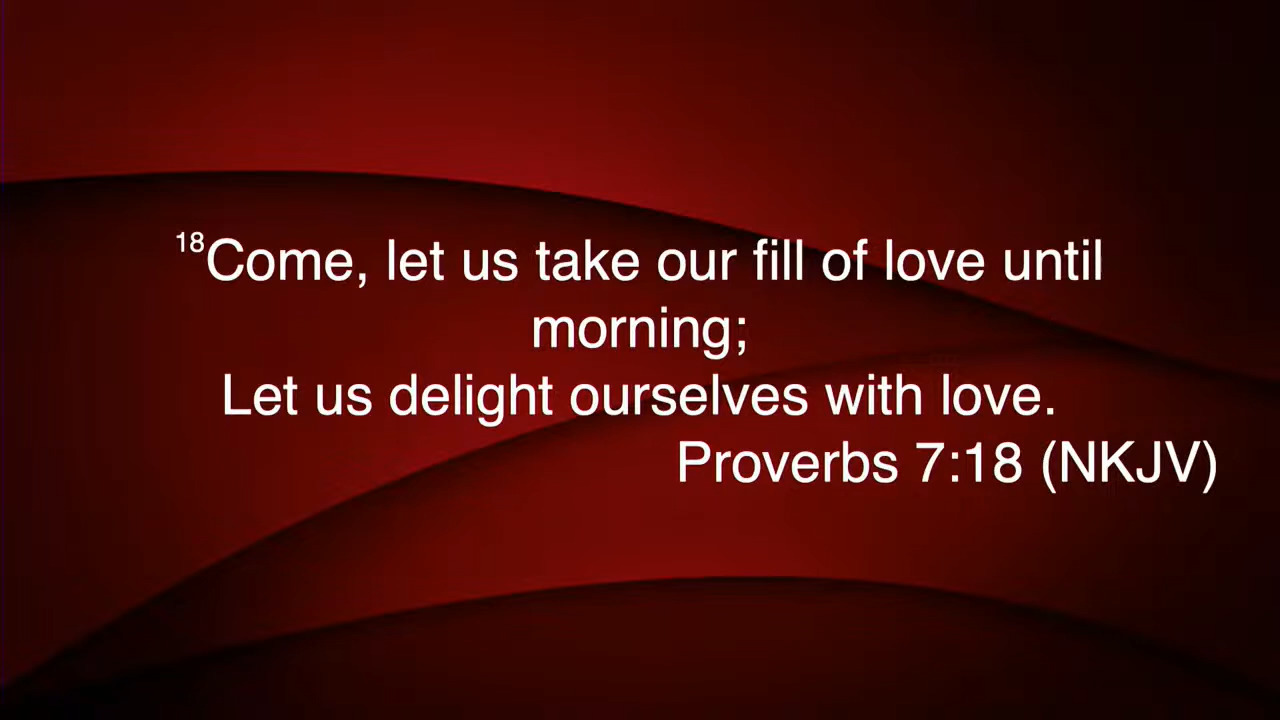 18Come, let us take our fill of love until
morning;
Let us delight ourselves with love.
Proverbs 7:18 (NKJV)